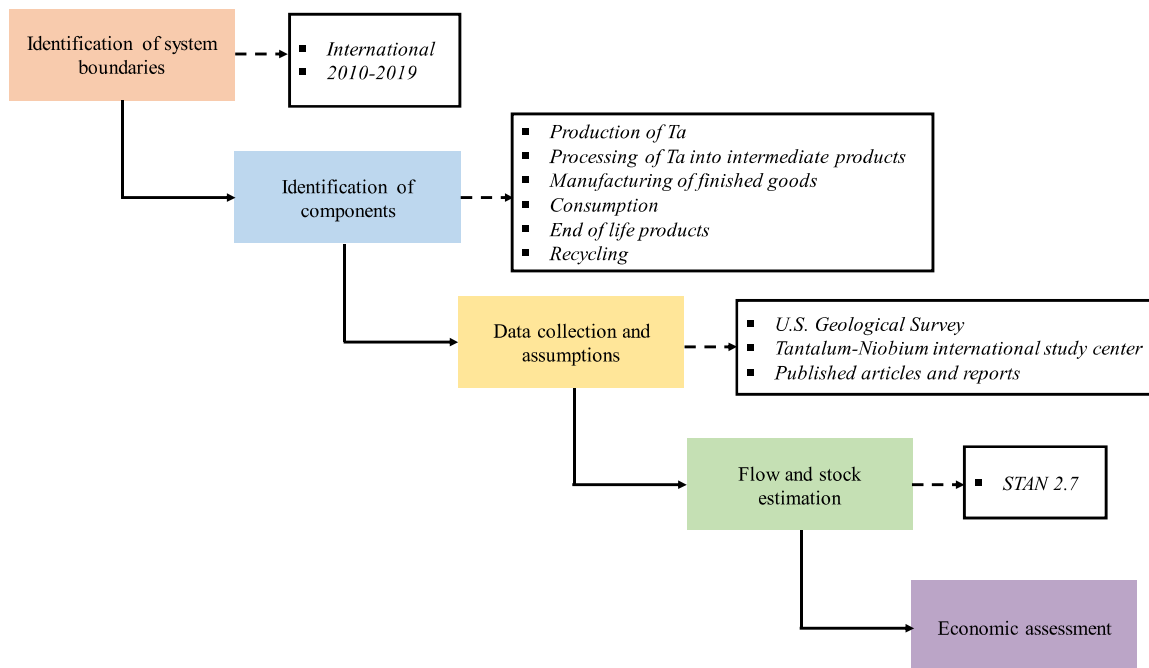 Identification of system
boundaries
▪ International
▪ 2010-2019
Identification of
components
▪ Production of Ta
▪ Processing of Ta into intermediate products
▪ Manufacturing of finished goods
▪ Consumption
▪ End of life products
▪ Recycling
Data collection and
assumptions
▪ U.S. Geological Survey
▪ Tantalum-Niobium international study center
▪ Published articles and reports
Flow and stock
estimation
▪ STAN 2.7
Economic assessment